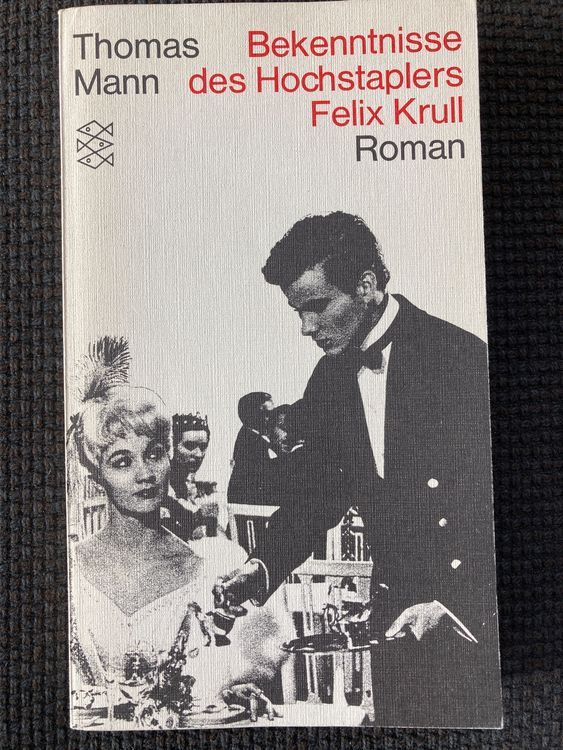 Thomas Mann
Bekenntnisse
des Hochstaplers
Felix Krull
Roman